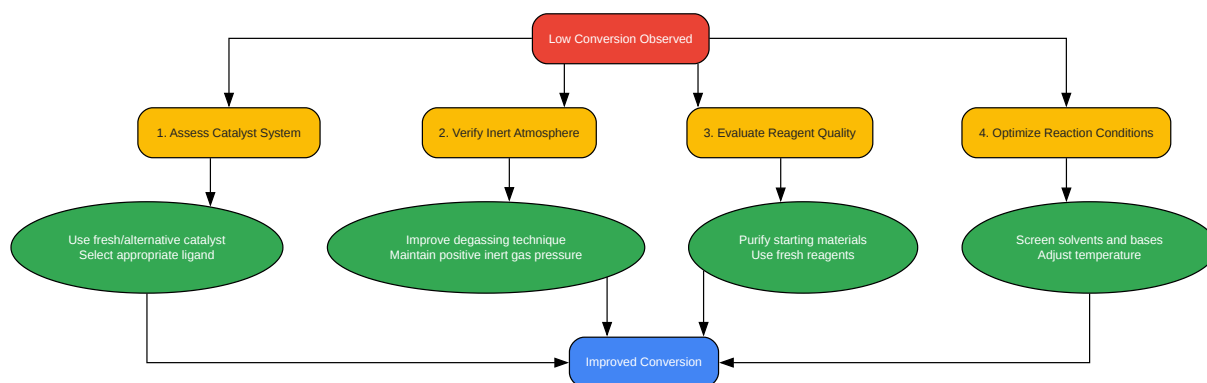 Low Conversion Observed
1. Assess Catalyst System
2. Verify Inert Atmosphere
3. Evaluate Reagent Quality
4. Optimize Reaction Conditions
Use fresh/alternative catalyst
Select appropriate ligand
Improve degassing technique
Maintain positive inert gas pressure
Purify starting materials
Use fresh reagents
Screen solvents and bases
Adjust temperature
Improved Conversion